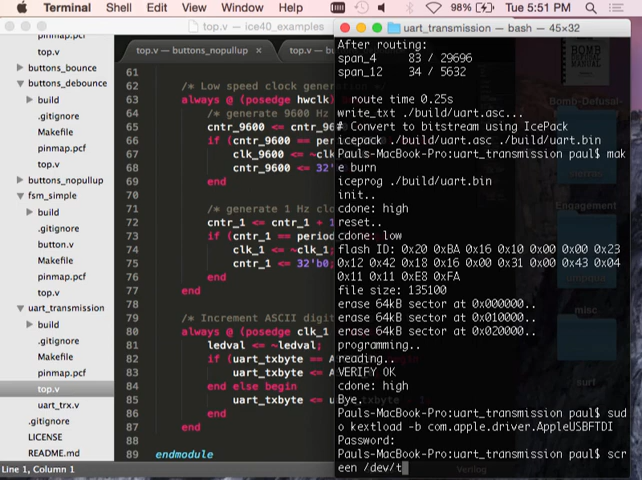 Terminal Shell Edit View Window Help
98%
Tue 5:51 PM
top.v — ice40_examples
uart_transmission — bash — 45×32
pinmap.pcf
top.v
buttons_bounce
buttons_debounce
build
.gitignore
Makefile
pinmap.pcf
top.v
buttons_nopullup
fsm_simple
build
.gitignore
button.v
Makefile
pinmap.pcf
top.v
uart_transmission
build
.gitignore
Makefile
pinmap.pcf
top.v
uart_trx.v
.gitignore
LICENSE
README.md
Line 1, Column 1
top.v — buttons_nopullup
top.v — b
61
62 /* Low speed clock generation */
63 always @ (posedge hwclk)
64 /* generate 9600 Hz
65 cntr_9600 <= cntr_9600
66 if (cntr_9600 == per
67 clk_9600 <= ~clk
68 cntr_9600 <= 32'
69 end
70
71 /* generate 1 Hz clo
72 cntr_1 <= cntr_1 + 1
73 if (cntr_1 == period
74 clk_1 <= ~clk_1;
75 cntr_1 <= 32'b0;
76 end
77 end
78
79 /* Increment ASCII digit
80 always @ (posedge clk_1
81 ledval <= ~ledval;
82 if (uart_txbyte == A
83 uart_txbyte <= A
84 end else begin
85 uart_txbyte <= u
86 end
87 end
88
89 endmodule
After routing:
span_4 83 / 29696
span_12 34 / 5632
route time 0.25s
write_txt ./build/uart.asc...
# Convert to bitstream using IcePack
icepack ./build/uart.asc ./build/uart.bin
Pauls-MacBook-Pro:uart_transmission paul$ mak
e burn
iceprog ./build/uart.bin
init..
cdone: high
reset..
cdone: low
flash ID: 0x20 0xBA 0x16 0x10 0x00 0x00 0x23
0x12 0x42 0x18 0x16 0x00 0x31 0x00 0x43 0x04
0x11 0x11 0xE8 0xFA
file size: 135100
erase 64kB sector at 0x000000..
erase 64kB sector at 0x010000..
erase 64kB sector at 0x020000..
programming..
reading..
VERIFY OK
cdone: high
Bye.
Pauls-MacBook-Pro:uart_transmission paul$ sud
o kextload -b com.apple.driver.AppleUSBFTDI
Password:
Pauls-MacBook-Pro:uart_transmission paul$ scr
een /dev/t
BOMB
Bomb-Defusal-
Engagement
misc
surf
Verilog